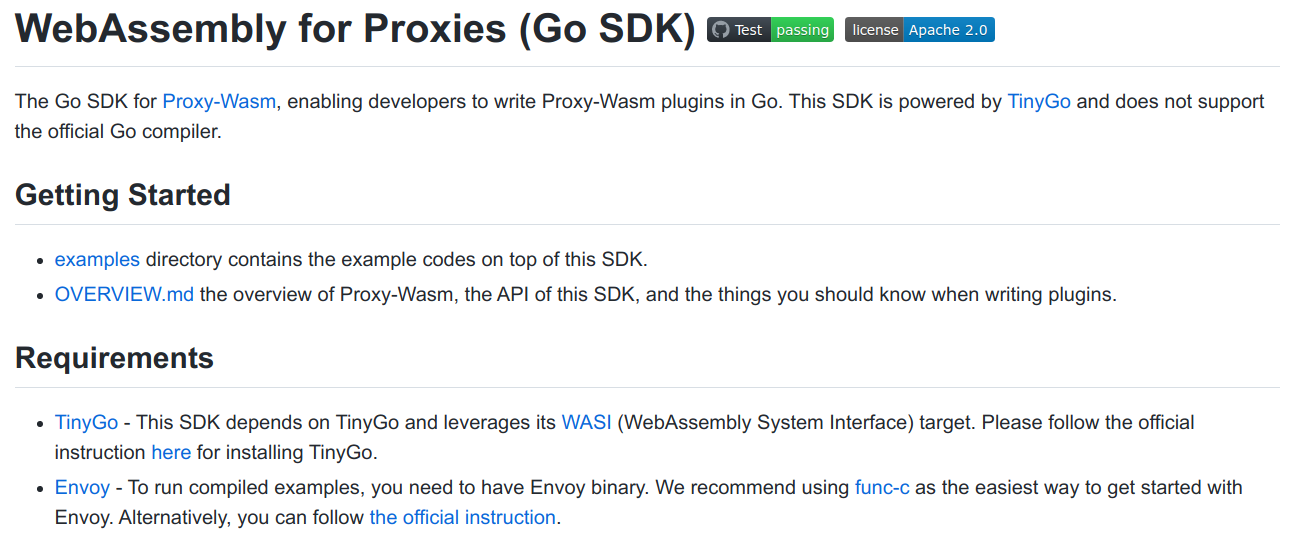 WebAssembly for Proxies (Go SDK) Test passing license Apache 2.0
The Go SDK for Proxy-Wasm, enabling developers to write Proxy-Wasm plugins in Go. This SDK is powered by TinyGo and does not support
the official Go compiler.
Getting Started
• examples directory contains the example codes on top of this SDK.
• OVERVIEW.md the overview of Proxy-Wasm, the API of this SDK, and the things you should know when writing plugins.
Requirements
• TinyGo - This SDK depends on TinyGo and leverages its WASI (WebAssembly System Interface) target. Please follow the official
instruction here for installing TinyGo.
• Envoy - To run compiled examples, you need to have Envoy binary. We recommend using func-c as the easiest way to get started with
Envoy. Alternatively, you can follow the official instruction.